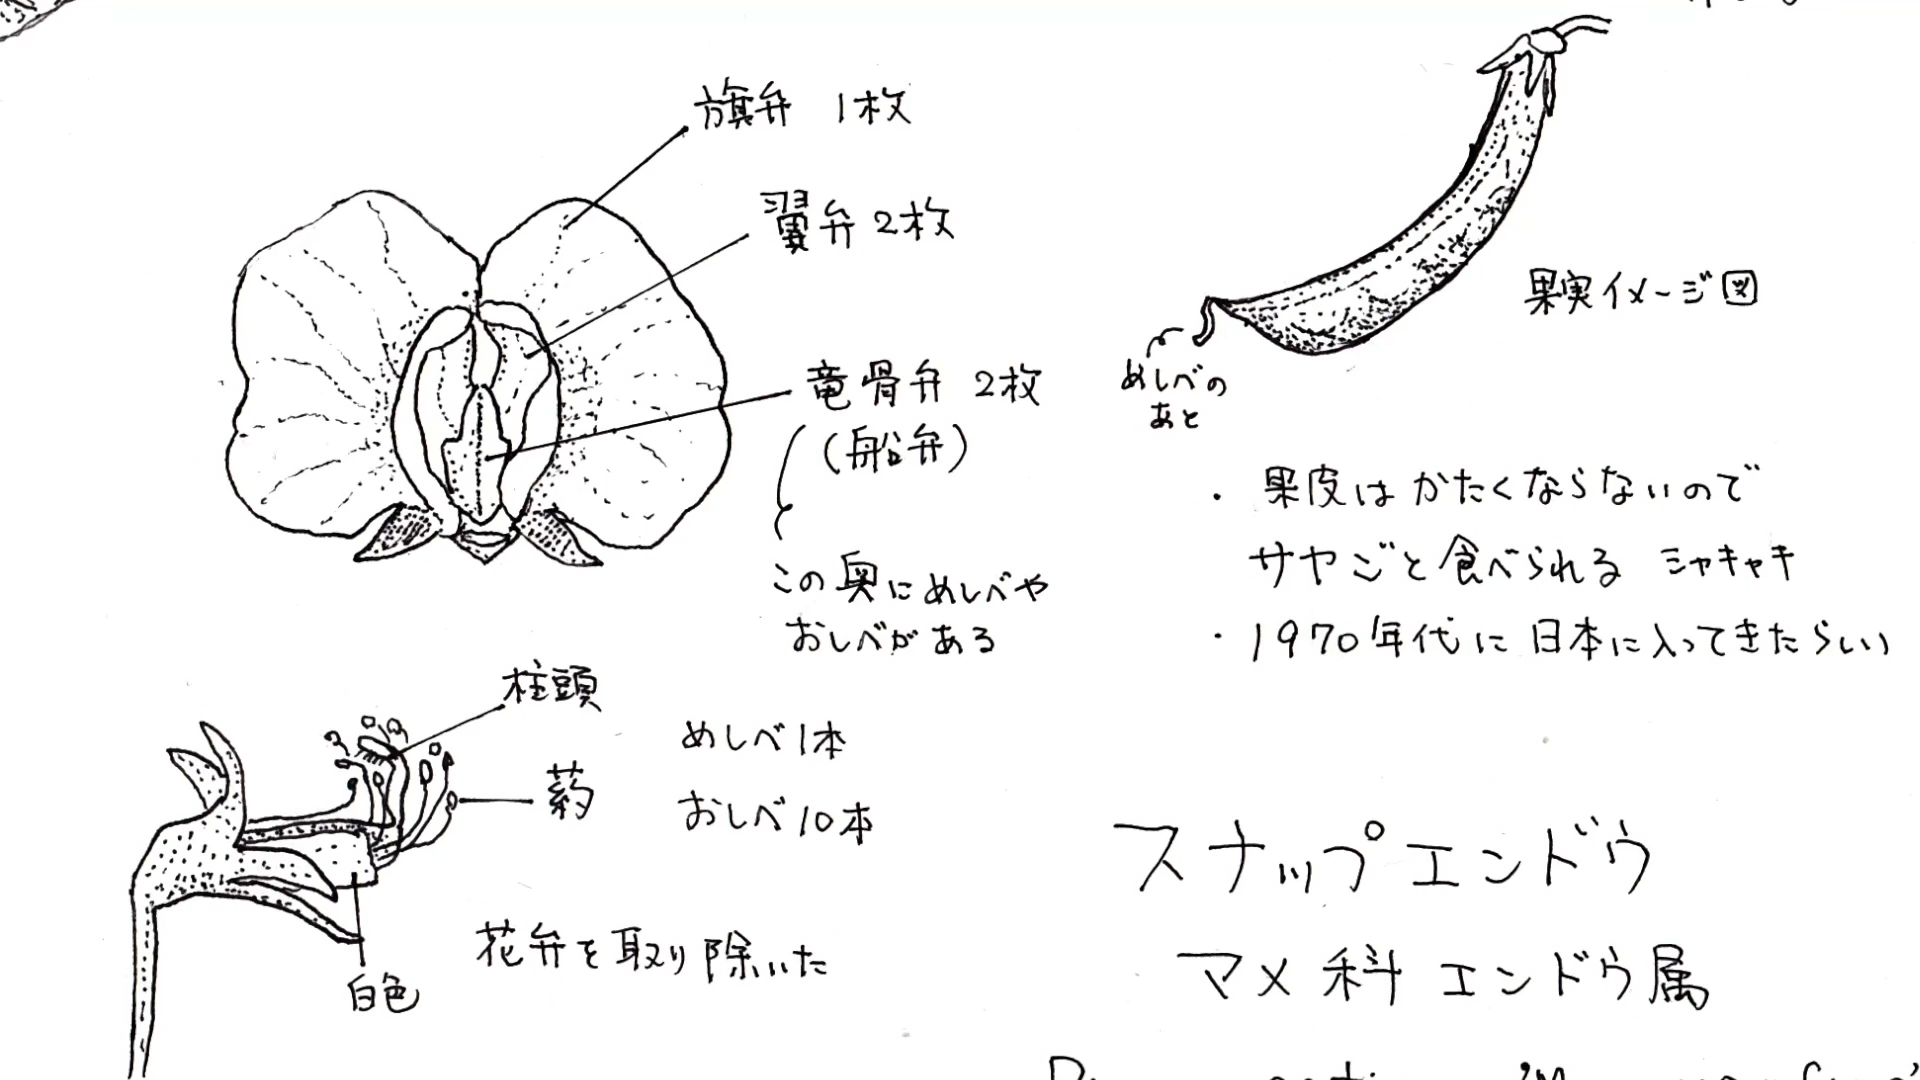 旗弁 1枚
翼弁 2枚
竜骨弁 2枚
(船弁)
この奥にめしべや
おしべがある
柱頭
葯
めしべ1本
おしべ10本
白色
花弁を取り除いた
果実イメージ図
めしべの
あと
・果皮はかたくならないので
サヤごと食べられる シャキャキ
・1970年代に日本に入ってきたらしい
スナップエンドウ
マメ科 エンドウ属